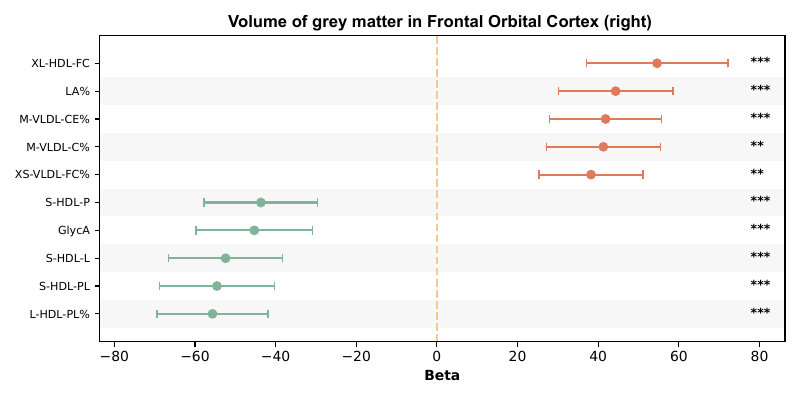 Volume of grey matter in Frontal Orbital Cortex (right)
XL-HDL-FC ***
LA% ***
M-VLDL-CE% ***
M-VLDL-C% **
XS-VLDL-FC% **
S-HDL-P ***
GlycA ***
S-HDL-L ***
S-HDL-PL ***
L-HDL-PL% ***
−80 −60 −40 −20 0 20 40 60 80
Beta